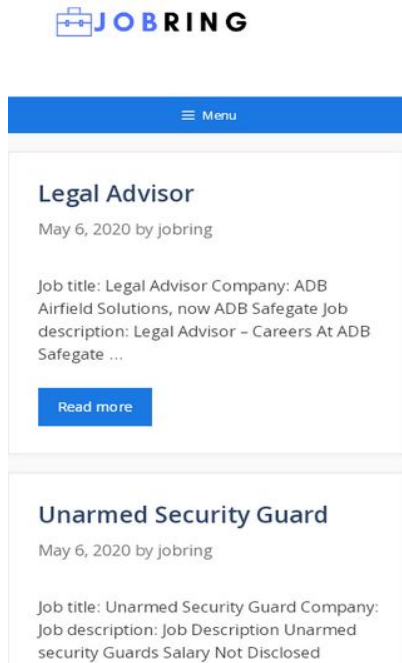 JOBRING
Menu
Legal Advisor
May 6, 2020 by jobring
Job title: Legal Advisor Company: ADB
Airfield Solutions, now ADB Safegate Job
description: Legal Advisor – Careers At ADB
Safegate …
Read more
Unarmed Security Guard
May 6, 2020 by jobring
Job title: Unarmed Security Guard Company:
Job description: Job Description Unarmed
security Guards Salary Not Disclosed